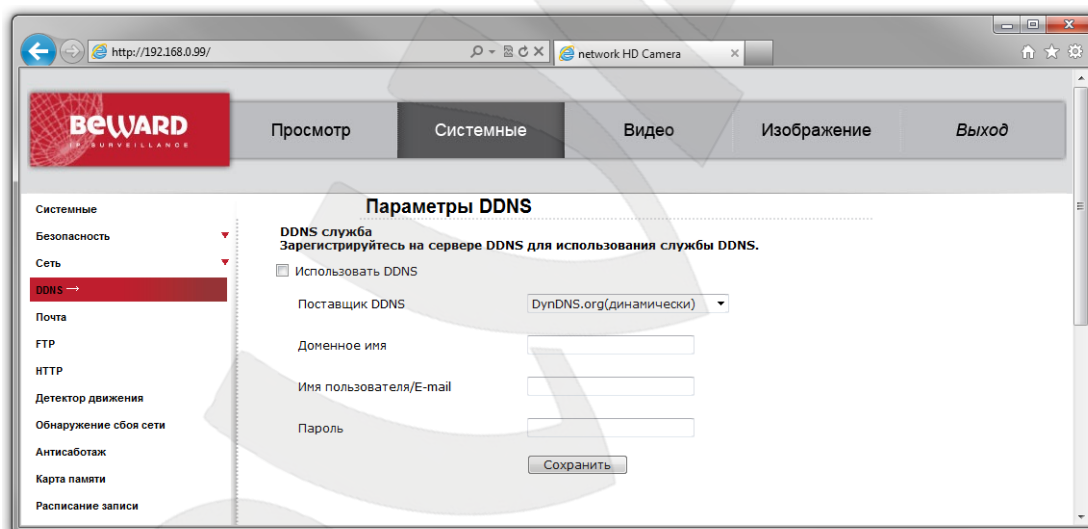 http://192.168.0.99/
network HD Camera
BEWARD
IP SURVEILLANCE
Просмотр
Системные
Видео
Изображение
Выход
Системные
Безопасность
Сеть
DDNS →
Почта
FTP
HTTP
Детектор движения
Обнаружение сбоя сети
Антисаботаж
Карта памяти
Расписание записи
Параметры DDNS
DDNS служба
Зарегистрируйтесь на сервере DDNS для использования службы DDNS.
Использовать DDNS
Поставщик DDNS
DynDNS.org(динамически)
Доменное имя
Имя пользователя/E-mail
Пароль
Сохранить